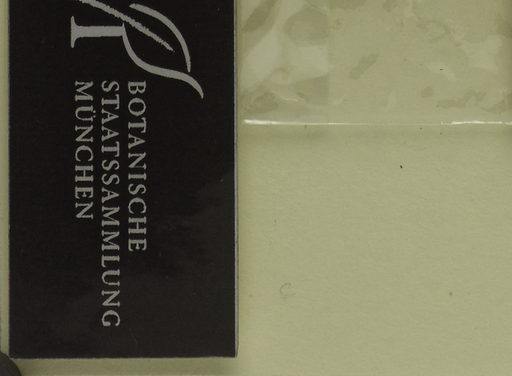 BOTANISCHE
STAATSSAMMLUNG
MÜNCHEN